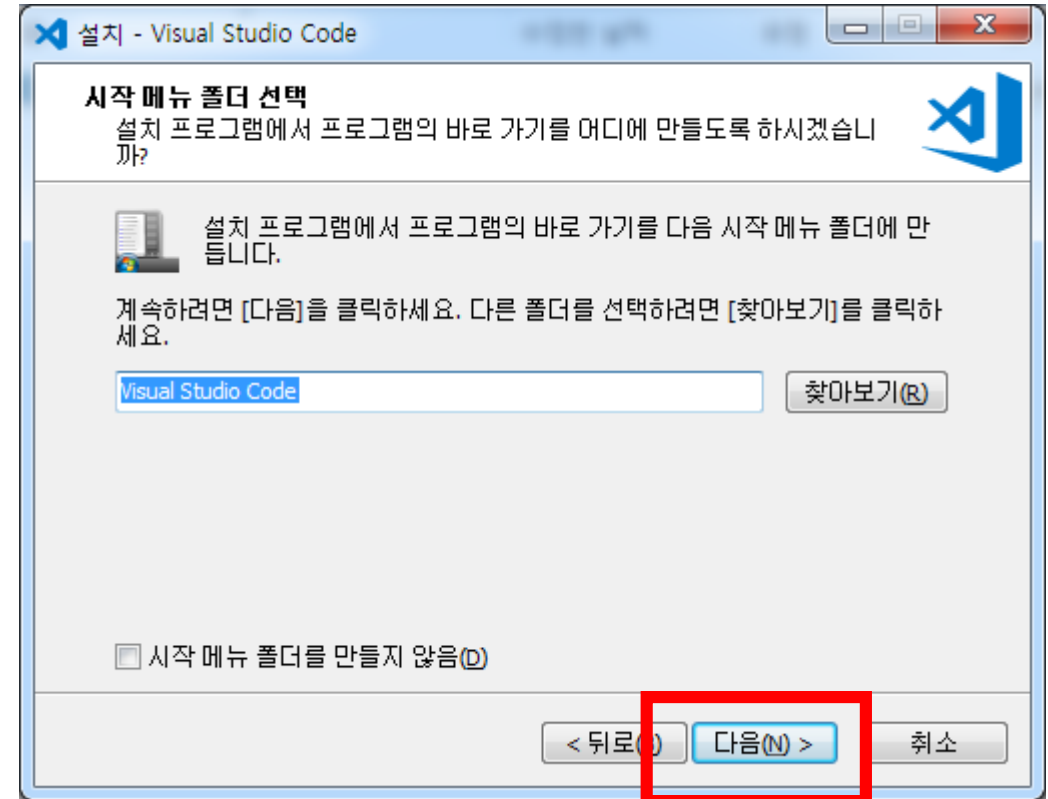 설치 - Visual Studio Code
시작 메뉴 폴더 선택
설치 프로그램에서 프로그램의 바로 가기를 어디에 만들도록 하시겠습니
까?
설치 프로그램에서 프로그램의 바로 가기를 다음 시작 메뉴 폴더에 만
듭니다.
계속하려면 [다음]을 클릭하세요. 다른 폴더를 선택하려면 [찾아보기]를 클릭하
세요.
Visual Studio Code
찾아보기(R)
시작 메뉴 폴더를 만들지 않음(D)
< 뒤로 다음(N) > 취소